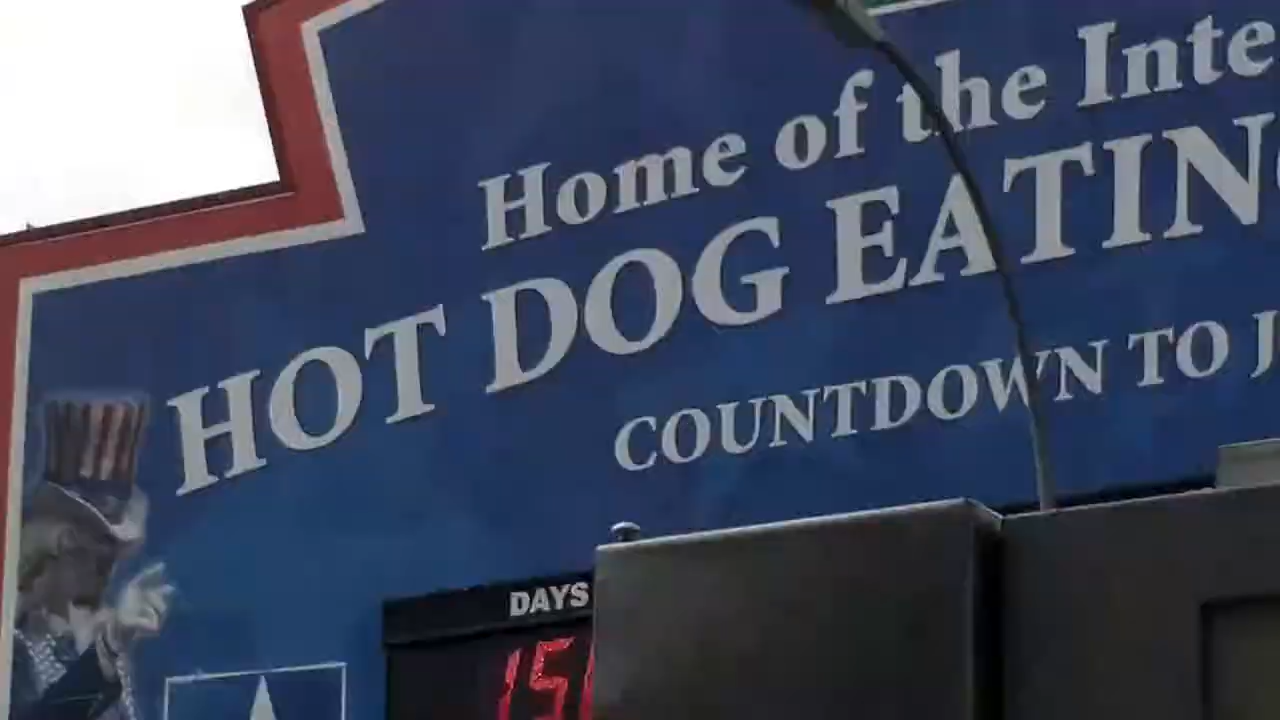 Home of the Inte
HOT DOG EATIN
COUNTDOWN TO J
DAYS
15